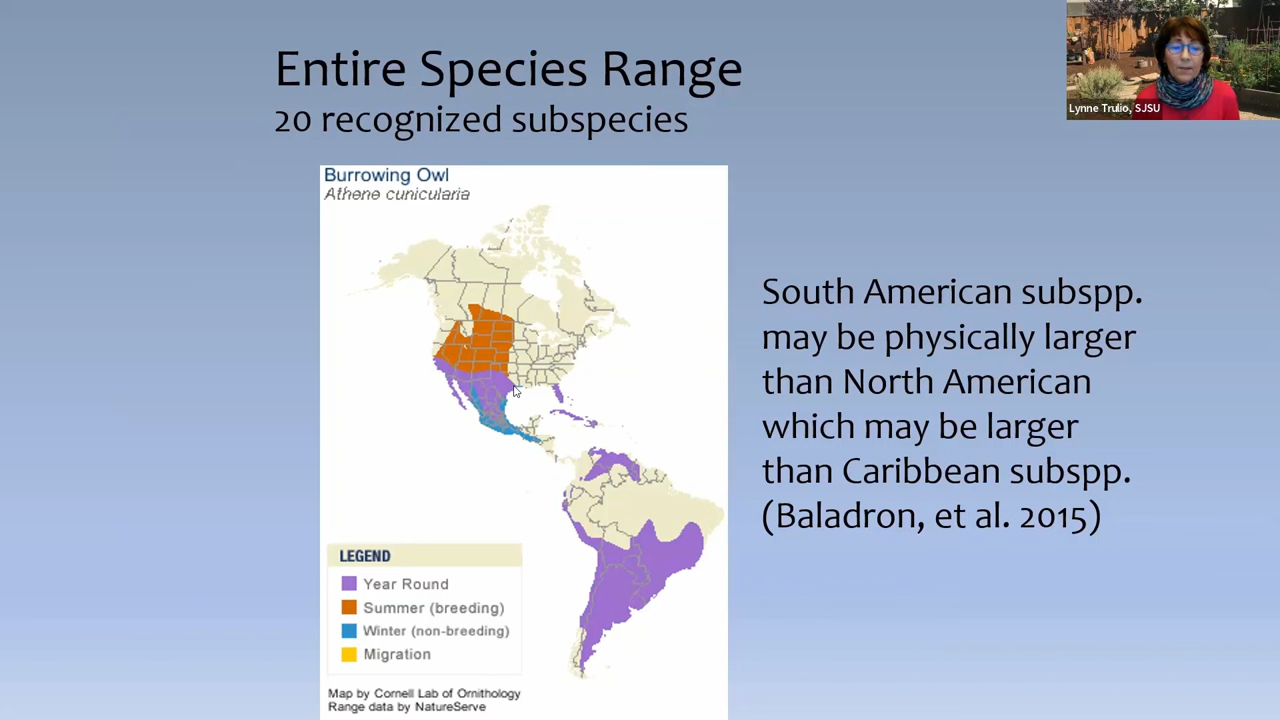 Entire Species Range
20 recognized subspecies
Lynne Trulio, SJSU
Burrowing Owl
Athene cunicularia
South American subspp.
may be physically larger
than North American
which may be larger
than Caribbean subspp.
(Baladron, et al. 2015)
LEGEND
Year Round
Summer (breeding)
Winter (non-breeding)
Migration
Map by Cornell Lab of Ornithology
Range data by NatureServe